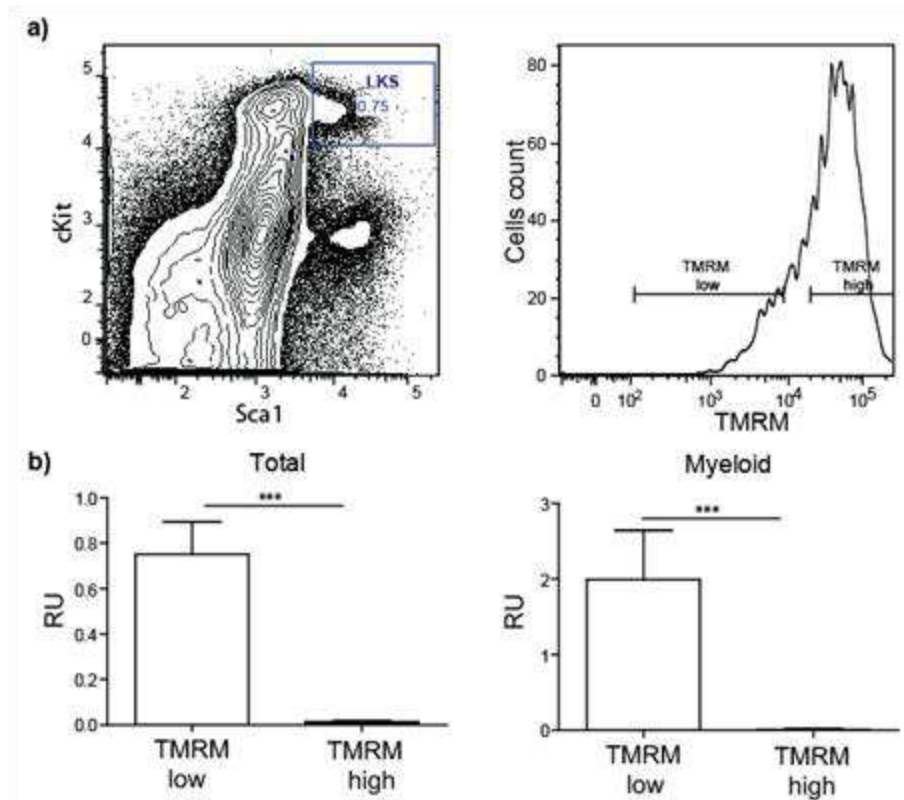 a)
5
4
3
2
0
cKit
LKS
0.75
2
3
4
5
Sca1
80
60
40
20
0
Cells count
TMRM
low
TMRM
high
0
10²
10³
10⁴
10⁵
TMRM
b)
Total
***
1.0
0.8
0.6
0.4
0.2
0.0
RU
TMRM
low
TMRM
high
Myeloid
***
3
2
1
0
RU
TMRM
low
TMRM
high